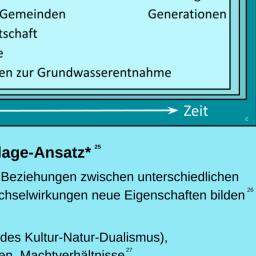 Gemeinden Generationen
tschaft
e
en zur Grundwasserentnahme
Zeit
lage-Ansatz* 25
Beziehungen zwischen unterschiedlichen
chselwirkungen neue Eigenschaften bilden 26
des Kultur-Natur-Dualismus),
en, Machtverhältnisse 27